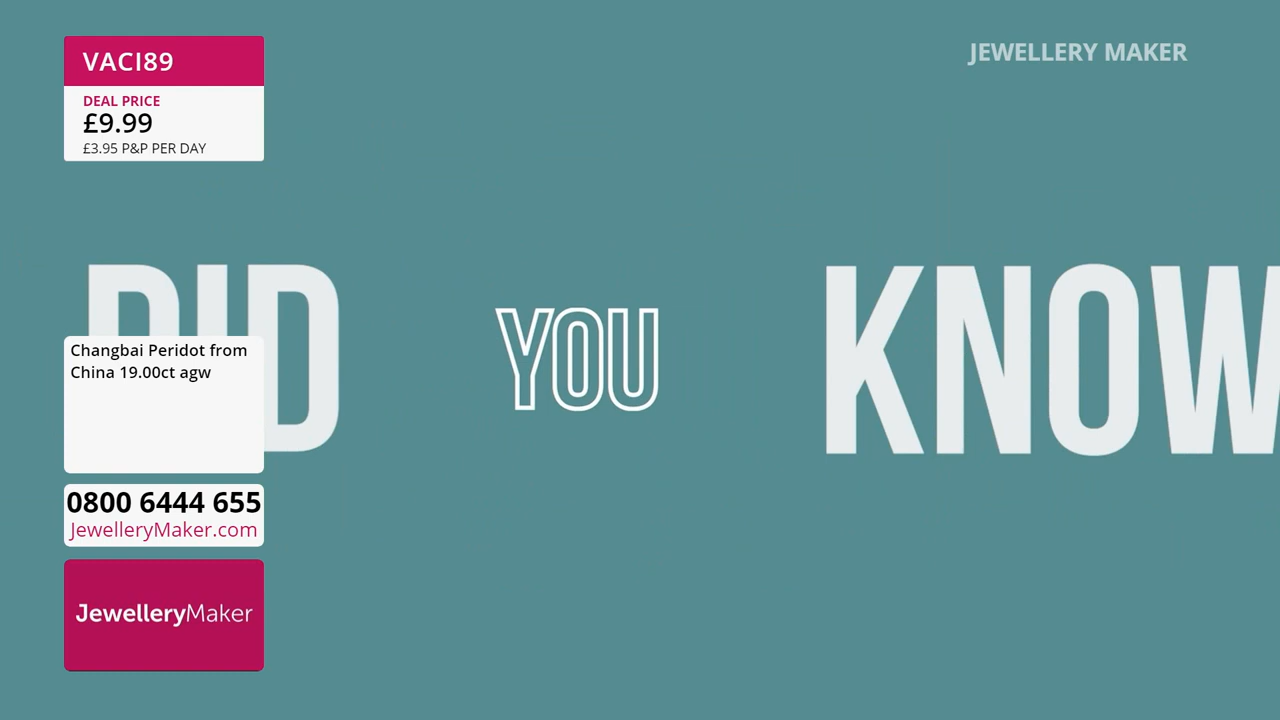 VACI89
DEAL PRICE
£9.99
£3.95 P&P PER DAY
JEWELLERY MAKER
DID YOU KNOW
Changbai Peridot from
China 19.00ct agw
0800 6444 655
JewelleryMaker.com
JewelleryMaker